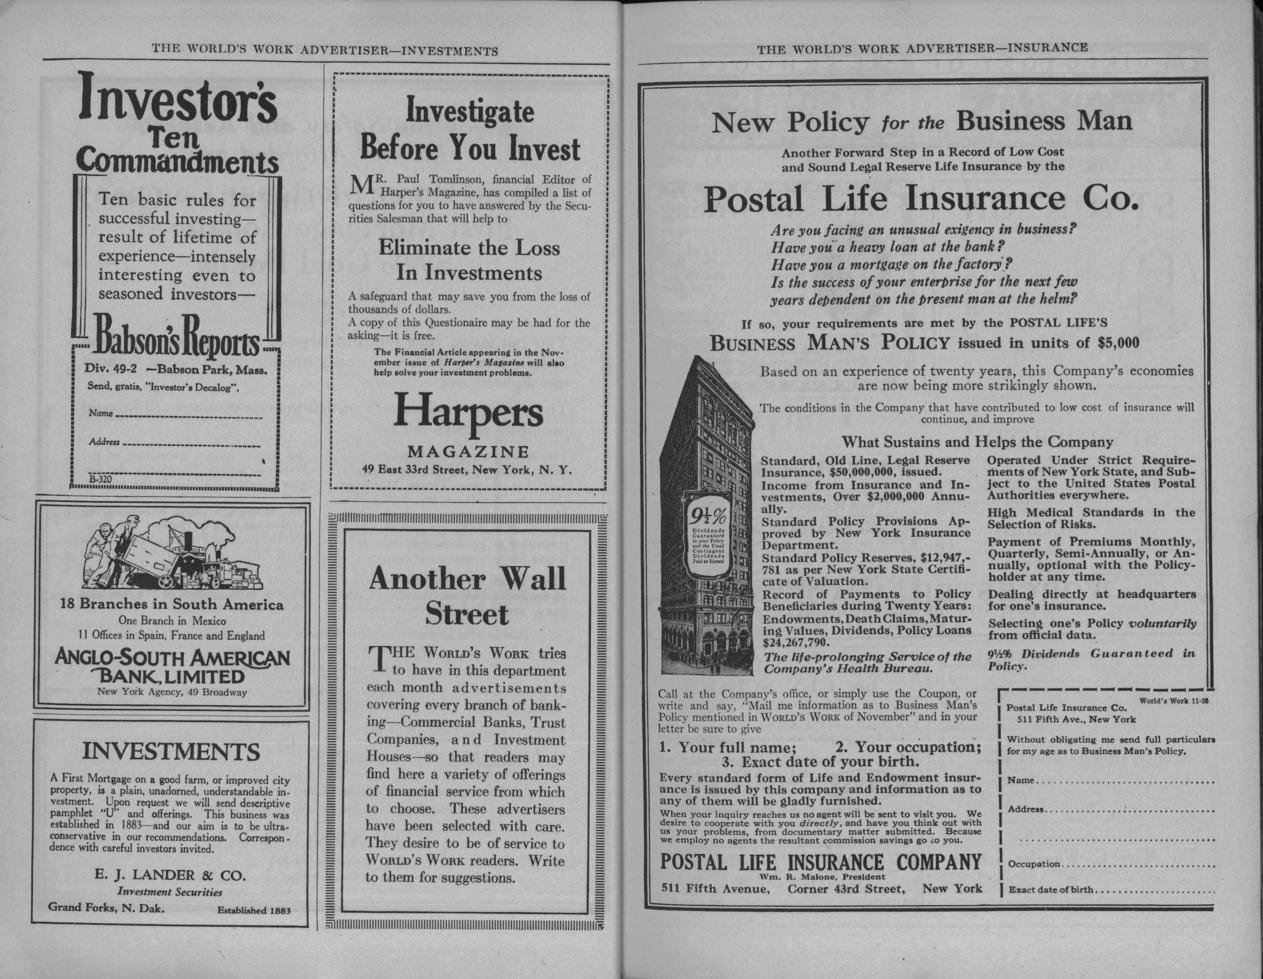 THE WORLD'S WORK ADVERTISER—INVESTMENTS
Investor's
Ten
Commandments
Ten basic rules for
successful investing—
result of lifetime of
experience—intensely
interesting even to
seasoned investors—
Babson's Reports
Div. 49-2 —Babson Park, Mass.
Send, gratis, "Investor's Decalog".
Name
Address
B-320
18 Branches in South America
One Branch in Mexico
11 Offices in Spain, France and England
ANGLO-SOUTH AMERICAN
BANK, LIMITED
New York Agency, 49 Broadway
INVESTMENTS
A First Mortgage on a good farm, or improved city
property, is a plain, unadorned, understandable in-
vestment. Upon request we will send descriptive
pamphlet "U" and offerings. This business was
established in 1883—and our aim is to be ultra-
conservative in our recommendations. Correspon-
dence with careful investors invited.
E. J. LANDER & CO.
Investment Securities
Grand Forks, N. Dak. Established 1883
Investigate
Before You Invest
MR. Paul Tomlinson, financial Editor of
Harper's Magazine, has compiled a list of
questions for you to have answered by the Secu-
rities Salesman that will help to
Eliminate the Loss
In Investments
A safeguard that may save you from the loss of
thousands of dollars.
A copy of this Questionaire may be had for the
asking—it is free.
The Financial Article appearing in the Nov-
ember issue of Harper's Magazine will also
help solve your investment problems.
Harpers
MAGAZINE
49 East 33rd Street, New York, N. Y.
Another Wall
Street
THE WORLD'S WORK tries
to have in this department
each month advertisements
covering every branch of bank-
ing—Commercial Banks, Trust
Companies, and Investment
Houses—so that readers may
find here a variety of offerings
of financial service from which
to choose. These advertisers
have been selected with care.
They desire to be of service to
WORLD'S WORK readers. Write
to them for suggestions.
THE WORLD'S WORK ADVERTISER—INSURANCE
New Policy for the Business Man
Another Forward Step in a Record of Low Cost
and Sound Legal Reserve Life Insurance by the
Postal Life Insurance Co.
Are you facing an unusual exigency in business?
Have you a heavy loan at the bank?
Have you a mortgage on the factory?
Is the success of your enterprise for the next few
years dependent on the present man at the helm?
If so, your requirements are met by the POSTAL LIFE'S
BUSINESS MAN'S POLICY issued in units of $5,000
Based on an experience of twenty years, this Company's economies
are now being more strikingly shown.
The conditions in the Company that have contributed to low cost of insurance will
continue, and improve
What Sustains and Helps the Company
Standard, Old Line, Legal Reserve
Insurance, $50,000,000, issued.
Income from Insurance and In-
vestments, Over $2,000,000 Annu-
ally.
Standard Policy Provisions Ap-
proved by New York Insurance
Department.
Standard Policy Reserves, $12,947,-
781 as per New York State Certifi-
cate of Valuation.
Record of Payments to Policy
Beneficiaries during Twenty Years:
Endowments, Death Claims, Matur-
ing Values, Dividends, Policy Loans
$24,267,790.
The life-prolonging Service of the
Company's Health Bureau.
Operated Under Strict Require-
ments of New York State, and Sub-
ject to the United States Postal
Authorities everywhere.
High Medical Standards in the
Selection of Risks.
Payment of Premiums Monthly,
Quarterly, Semi-Annually, or An-
nually, optional with the Policy-
holder at any time.
Dealing directly at headquarters
for one's insurance.
Selecting one's Policy voluntarily
from official data.
9½% Dividends Guaranteed in
Policy.
9½%
Dividends
Guaranteed
in your Policy
and the Usual
Contingent
Dividends
Paid as Earned
Call at the Company's office, or simply use the Coupon, or
write and say, "Mail me information as to Business Man's
Policy mentioned in WORLD'S WORK of November" and in your
letter be sure to give
1. Your full name; 2. Your occupation;
3. Exact date of your birth.
Every standard form of Life and Endowment insur-
ance is issued by this company and information as to
any of them will be gladly furnished.
When your inquiry reaches us no agent will be sent to visit you. We
desire to cooperate with you directly, and have you think out with
us your problems, from documentary matter submitted. Because
we employ no agents the resultant commission savings go to you.
POSTAL LIFE INSURANCE COMPANY
Wm. R. Malone, President
511 Fifth Avenue, Corner 43rd Street, New York
World's Work 11-26
Postal Life Insurance Co.
511 Fifth Ave., New York
Without obligating me send full particulars
for my age as to Business Man's Policy.
Name
Address
Occupation
Exact date of birth